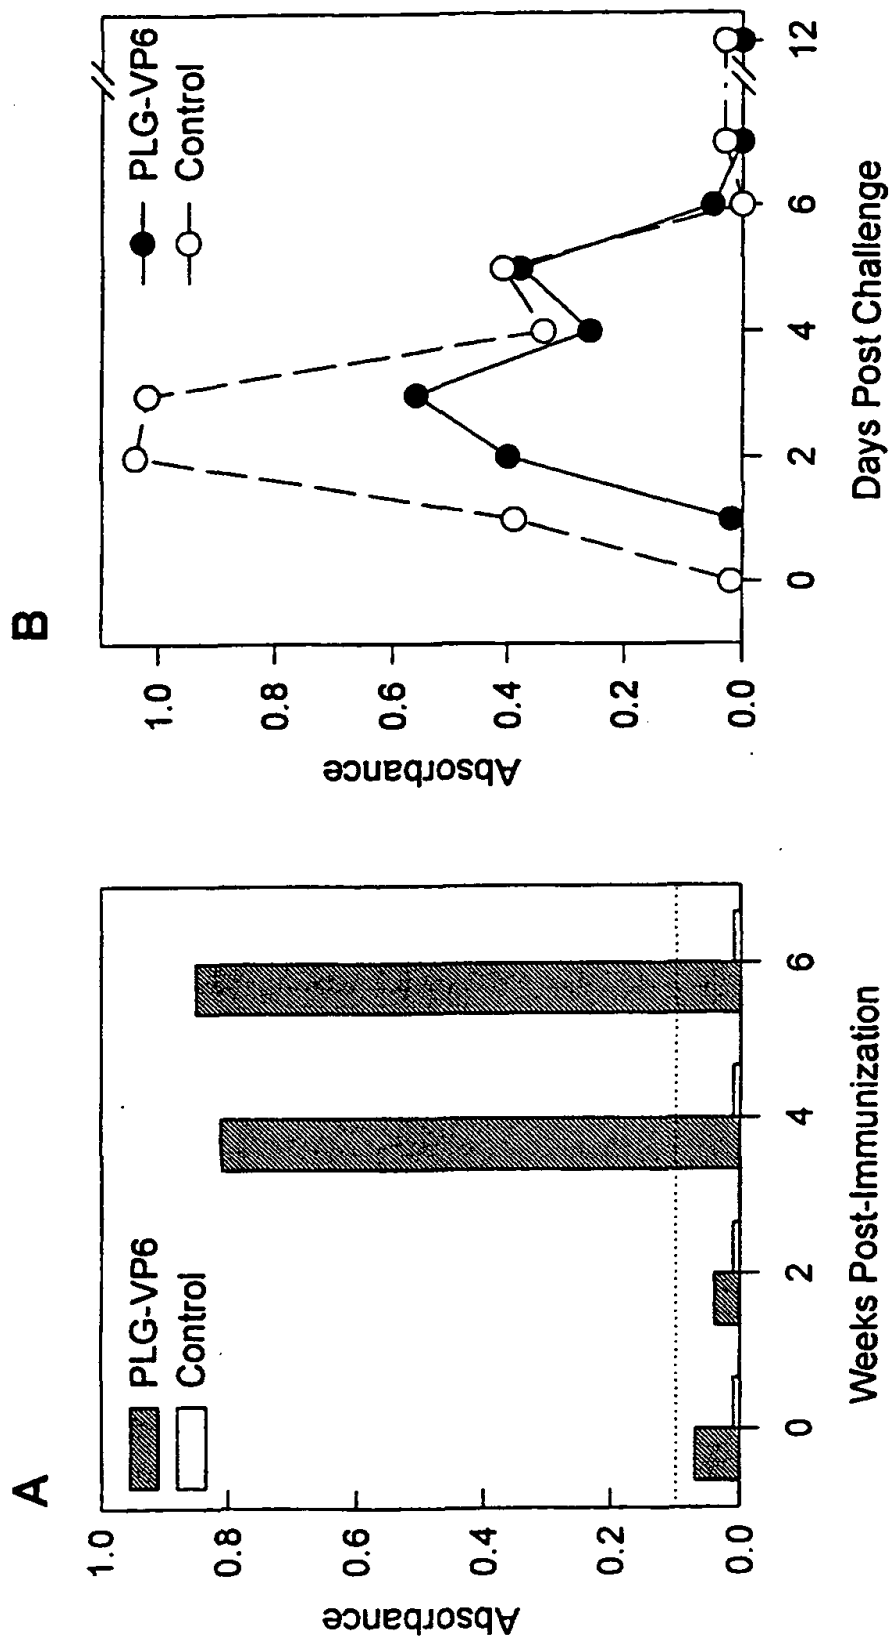 A
PLG-VP6
Control
Absorbance
1.0
0.8
0.6
0.4
0.2
0.0
0 2 4 6
Weeks Post-Immunization
B
PLG-VP6
Control
Absorbance
1.0
0.8
0.6
0.4
0.2
0.0
0 2 4 6 12
Days Post Challenge